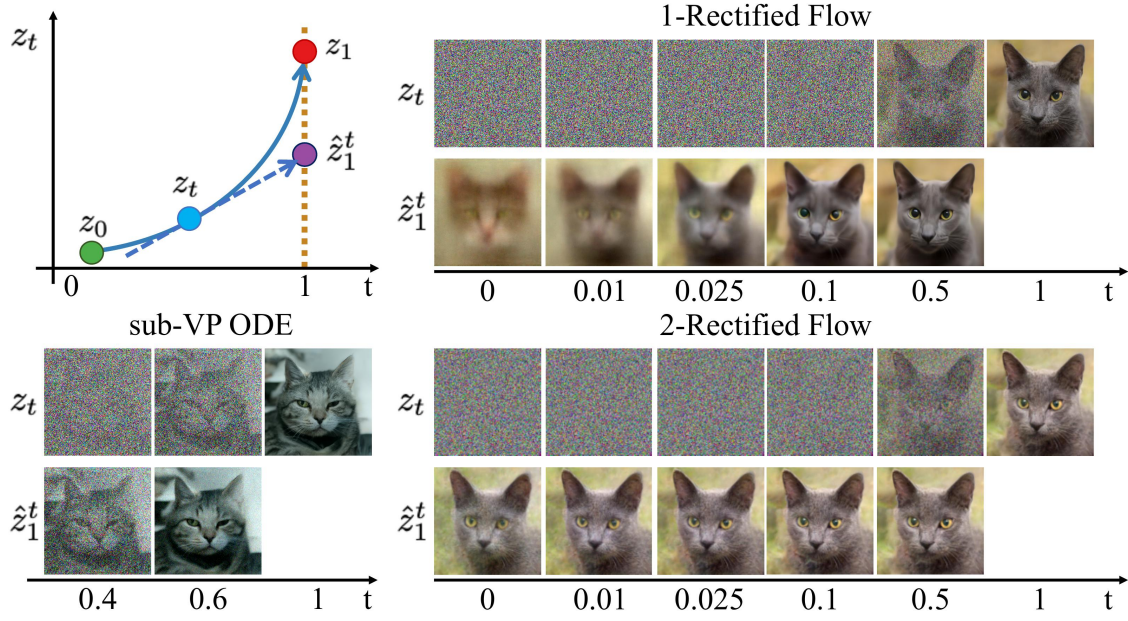 z_t
z_1
ẑ_1^t
z_t
z_0
0 1 t
1-Rectified Flow
z_t
ẑ_1^t
0 0.01 0.025 0.1 0.5 1 t
sub-VP ODE
z_t
ẑ_1^t
0.4 0.6 1 t
2-Rectified Flow
z_t
ẑ_1^t
0 0.01 0.025 0.1 0.5 1 t